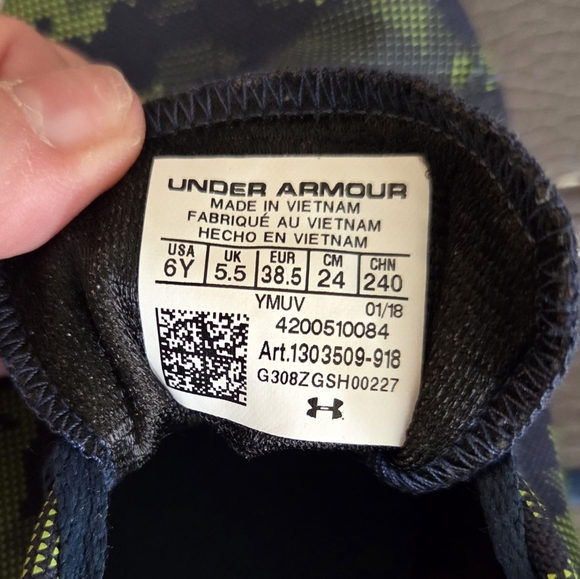 UNDER ARMOUR
MADE IN VIETNAM
FABRIQUÉ AU VIETNAM
HECHO EN VIETNAM
USA UK EUR CM CHN
6Y 5.5 38.5 24 240
YMUV 01/18
4200510084
Art.1303509-918
G308ZGSH00227